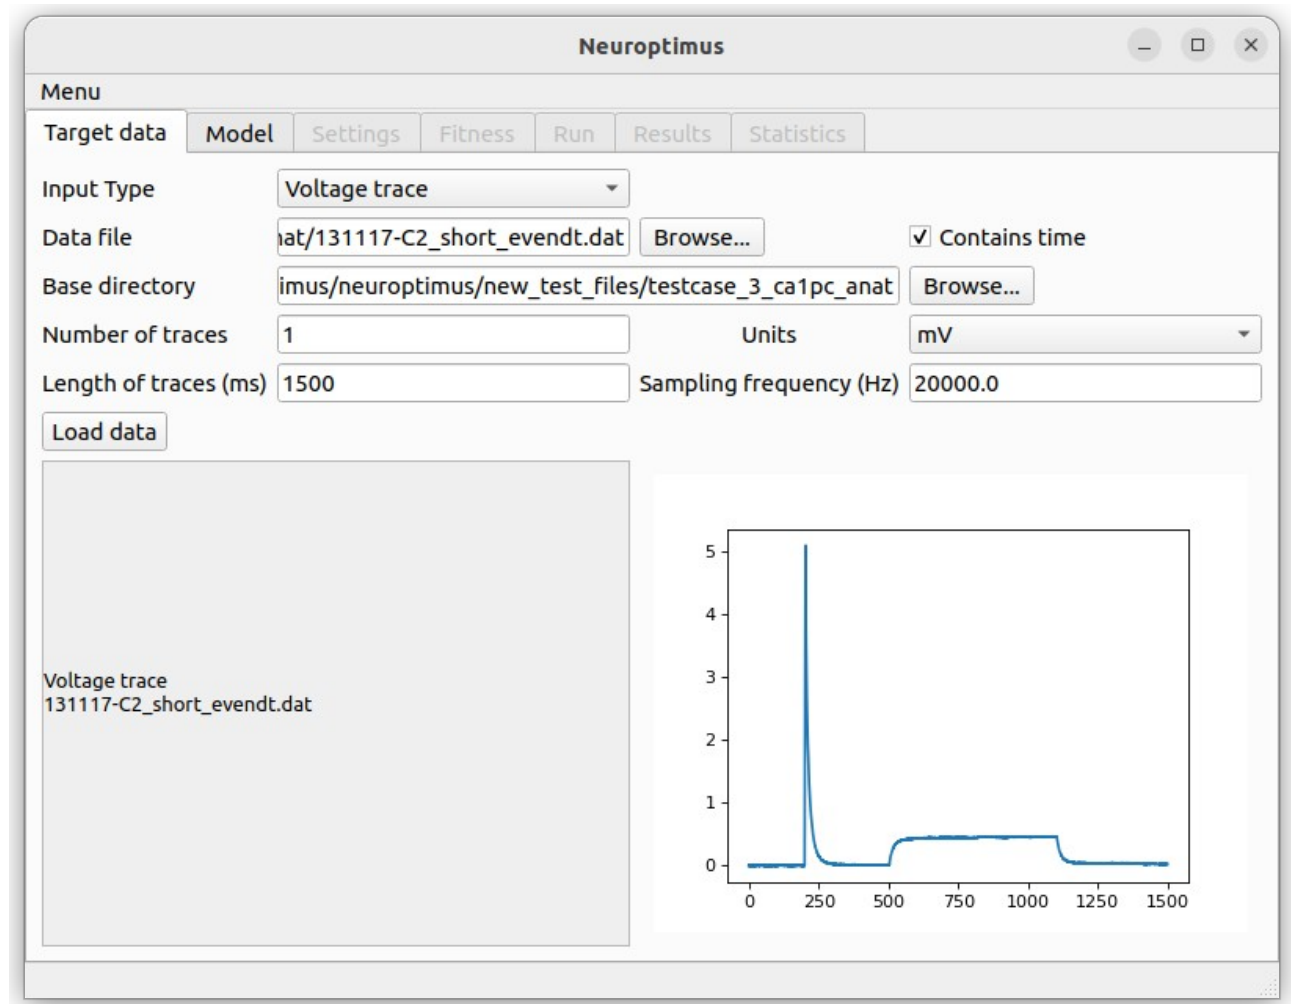 Neuroptimus
Menu
Target data Model Settings Fitness Run Results Statistics
Input Type Voltage trace
Data file nat/131117-C2_short_evendt.dat Browse... Contains time
Base directory imus/neuroptimus/new_test_files/testcase_3_ca1pc_anat Browse...
Number of traces 1 Units mV
Length of traces (ms) 1500 Sampling frequency (Hz) 20000.0
Load data
Voltage trace
131117-C2_short_evendt.dat
5
4
3
2
1
0
0 250 500 750 1000 1250 1500